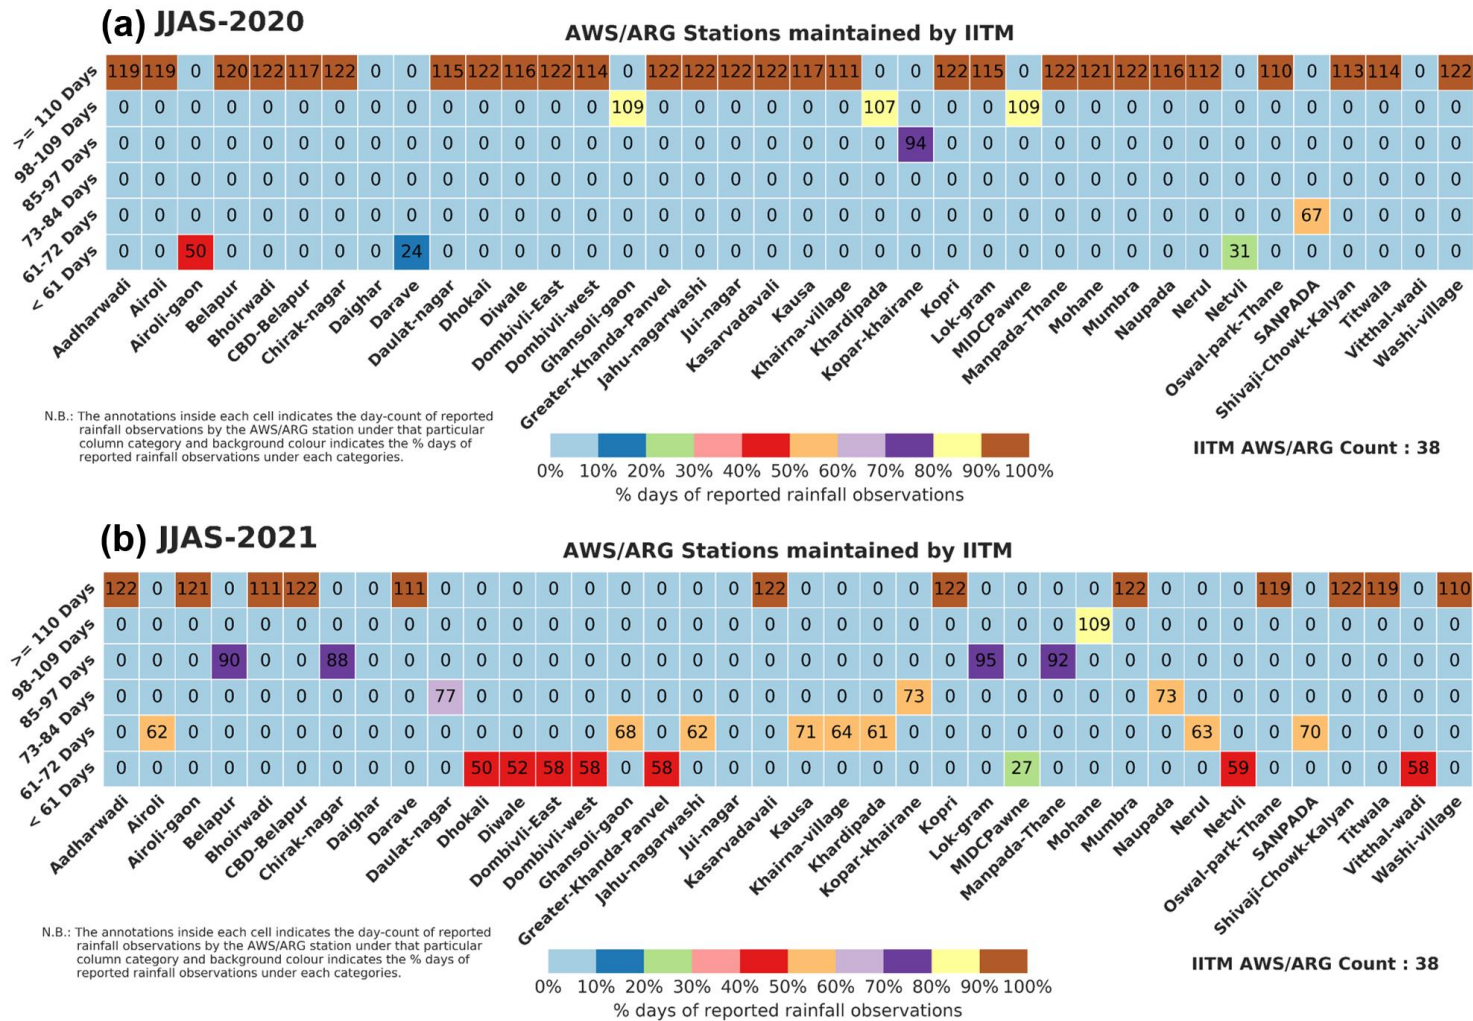 (a) JJAS-2020
AWS/ARG Stations maintained by IITM
>= 110 Days 119 119 0 120 122 117 122 0 0 115 122 116 122 114 0 122 122 122 122 117 111 0 0 122 115 0 122 121 122 116 112 0 110 0 113 114 0 122
98-109 Days 0 0 0 0 0 0 0 0 0 0 0 0 0 0 109 0 0 0 0 0 0 107 0 0 0 109 0 0 0 0 0 0 0 0 0 0 0 0
85-97 Days 0 0 0 0 0 0 0 0 0 0 0 0 0 0 0 0 0 0 0 0 0 0 94 0 0 0 0 0 0 0 0 0 0 0 0 0 0 0
73-84 Days 0 0 0 0 0 0 0 0 0 0 0 0 0 0 0 0 0 0 0 0 0 0 0 0 0 0 0 0 0 0 0 0 0 0 0 0 0 0
61-72 Days 0 0 0 0 0 0 0 0 0 0 0 0 0 0 0 0 0 0 0 0 0 0 0 0 0 0 0 0 0 0 0 0 0 67 0 0 0 0
< 61 Days 0 0 50 0 0 0 0 0 24 0 0 0 0 0 0 0 0 0 0 0 0 0 0 0 0 0 0 0 0 0 0 31 0 0 0 0 0 0
Aadharwadi
Airoli
Airoli-gaon
Belapur
Bhoirwadi
CBD-Belapur
Chirak-nagar
Daighar
Darave
Daulat-nagar
Dhokali
Diwale
Dombivli-East
Dombivli-west
Ghansoli-gaon
Greater-Khanda-Panvel
Jahu-nagarwashi
Jui-nagar
Kasarvadavali
Kausa
Khairna-village
Khardipada
Kopar-khairane
Kopri
Lok-gram
MIDCPawne
Manpada-Thane
Mohane
Mumbra
Naupada
Nerul
Netvli
Oswal-park-Thane
SANPADA
Shivaji-Chowk-Kalyan
Titwala
Vitthal-wadi
Washi-village
N.B.: The annotations inside each cell indicates the day-count of reported
rainfall observations by the AWS/ARG station under that particular
column category and background colour indicates the % days of
reported rainfall observations under each categories.
0% 10% 20% 30% 40% 50% 60% 70% 80% 90% 100%
% days of reported rainfall observations
IITM AWS/ARG Count : 38
(b) JJAS-2021
AWS/ARG Stations maintained by IITM
>= 110 Days 122 0 121 0 111 122 0 0 111 0 0 0 0 0 0 0 0 0 122 0 0 0 0 122 0 0 0 0 122 0 0 0 119 0 122 119 0 110
98-109 Days 0 0 0 0 0 0 0 0 0 0 0 0 0 0 0 0 0 0 0 0 0 0 0 0 0 0 0 109 0 0 0 0 0 0 0 0 0 0
85-97 Days 0 0 0 90 0 0 88 0 0 0 0 0 0 0 0 0 0 0 0 0 0 0 0 0 95 0 92 0 0 0 0 0 0 0 0 0 0 0
73-84 Days 0 0 0 0 0 0 0 0 0 77 0 0 0 0 0 0 0 0 0 0 0 0 73 0 0 0 0 0 0 73 0 0 0 0 0 0 0 0
61-72 Days 0 62 0 0 0 0 0 0 0 0 0 0 0 0 68 0 62 0 0 71 64 61 0 0 0 0 0 0 0 0 63 0 0 70 0 0 0 0
< 61 Days 0 0 0 0 0 0 0 0 0 0 50 52 58 58 0 58 0 0 0 0 0 0 0 0 0 27 0 0 0 0 0 59 0 0 0 0 58 0
Aadharwadi
Airoli
Airoli-gaon
Belapur
Bhoirwadi
CBD-Belapur
Chirak-nagar
Daighar
Darave
Daulat-nagar
Dhokali
Diwale
Dombivli-East
Dombivli-west
Ghansoli-gaon
Greater-Khanda-Panvel
Jahu-nagarwashi
Jui-nagar
Kasarvadavali
Kausa
Khairna-village
Khardipada
Kopar-khairane
Kopri
Lok-gram
MIDCPawne
Manpada-Thane
Mohane
Mumbra
Naupada
Nerul
Netvli
Oswal-park-Thane
SANPADA
Shivaji-Chowk-Kalyan
Titwala
Vitthal-wadi
Washi-village
N.B.: The annotations inside each cell indicates the day-count of reported
rainfall observations by the AWS/ARG station under that particular
column category and background colour indicates the % days of
reported rainfall observations under each categories.
0% 10% 20% 30% 40% 50% 60% 70% 80% 90% 100%
% days of reported rainfall observations
IITM AWS/ARG Count : 38